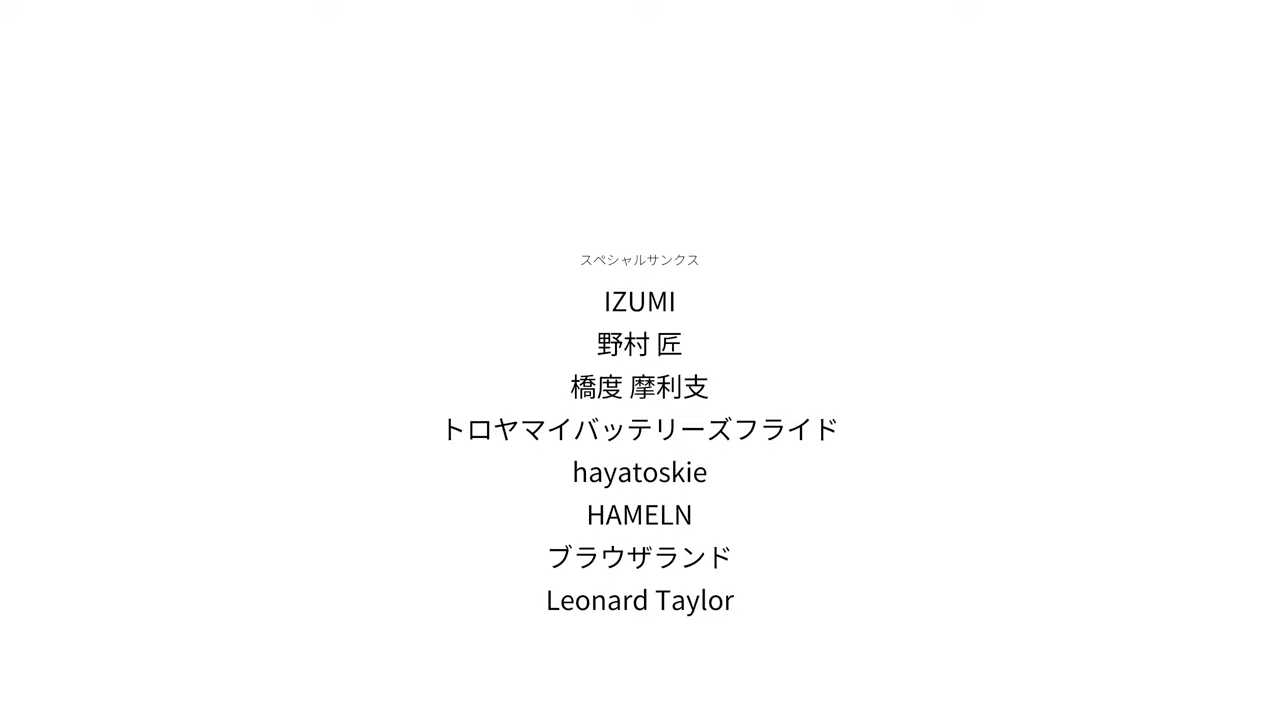 スペシャルサンクス
IZUMI
野村 匠
橋度 摩利支
トロヤマイバッテリーズフライド
hayatoskie
HAMELN
ブラウザランド
Leonard Taylor